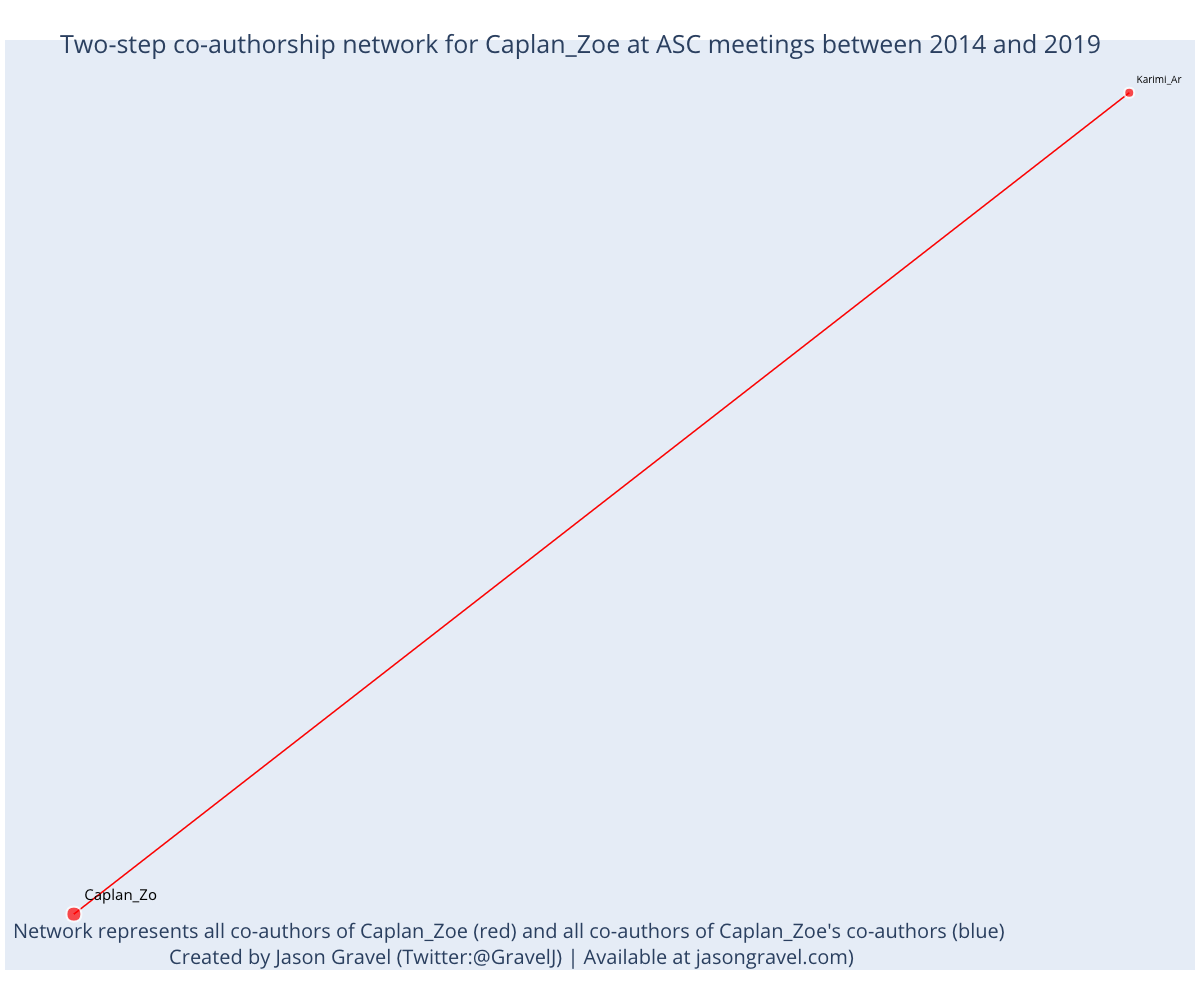 Two-step co-authorship network for Caplan_Zoe at ASC meetings between 2014 and 2019
Karimi_Ar
Caplan_Zo
Network represents all co-authors of Caplan_Zoe (red) and all co-authors of Caplan_Zoe's co-authors (blue)
Created by Jason Gravel (Twitter:@GravelJ) | Available at jasongravel.com)